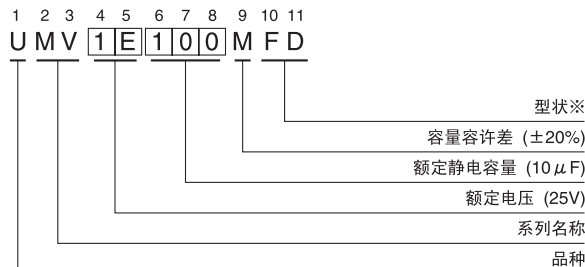 1 2 3 4 5 6 7 8 9 10 11
U M V 1 E 1 0 0 M F D
型状※
容量容许差 (±20%)
额定静电容量 (10μF)
额定电压 (25V)
系列名称
品种